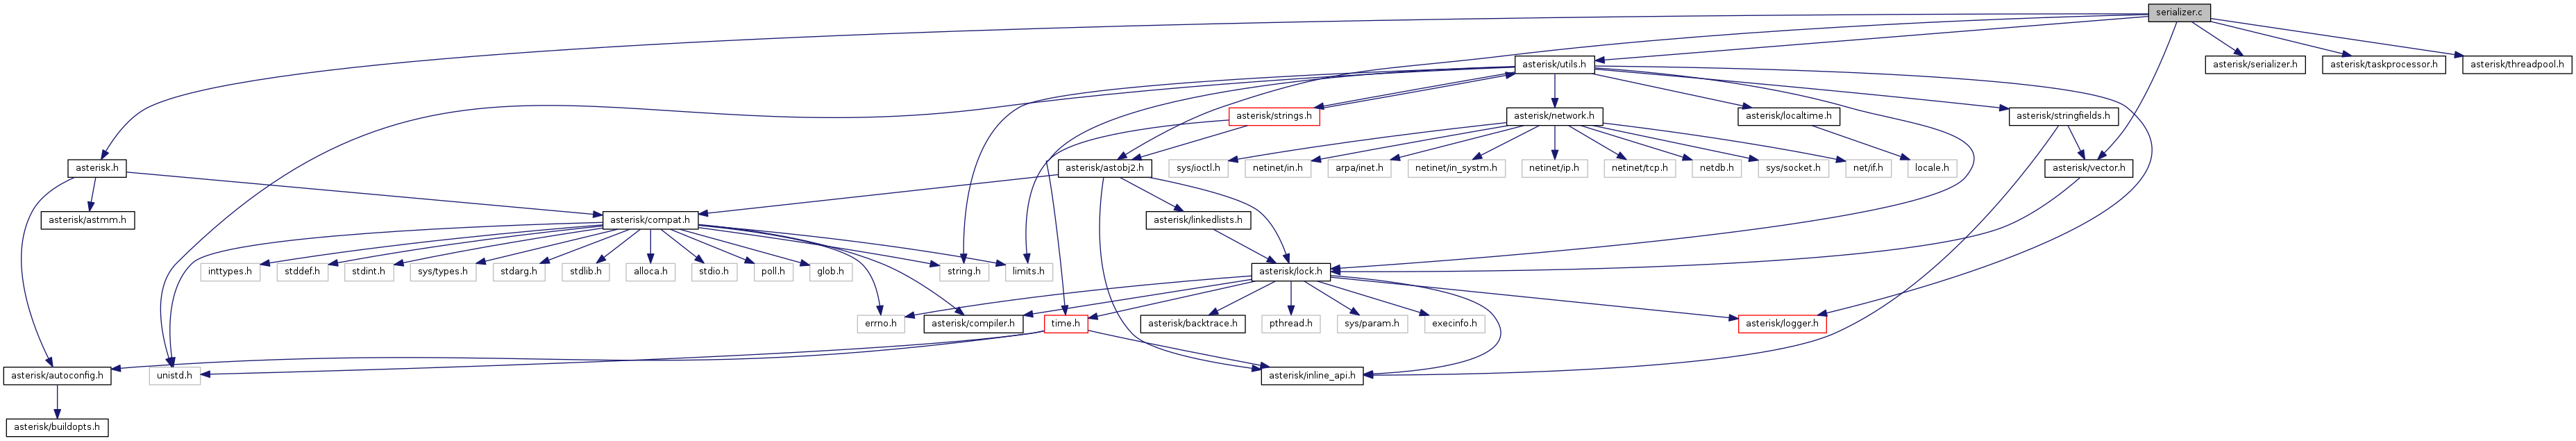 serializer.c
asterisk/utils.h
asterisk/serializer.h
asterisk/taskprocessor.h
asterisk/threadpool.h
asterisk/strings.h
asterisk/network.h
asterisk/localtime.h
asterisk/stringfields.h
asterisk.h
asterisk/astobj2.h
sys/ioctl.h
netinet/in.h
arpa/inet.h
netinet/in_systm.h
netinet/ip.h
netinet/tcp.h
netdb.h
sys/socket.h
net/if.h
locale.h
asterisk/vector.h
asterisk/astmm.h
asterisk/compat.h
asterisk/linkedlists.h
inttypes.h
stddef.h
stdint.h
sys/types.h
stdarg.h
stdlib.h
alloca.h
stdio.h
poll.h
glob.h
string.h
limits.h
asterisk/lock.h
errno.h
asterisk/compiler.h
time.h
asterisk/backtrace.h
pthread.h
sys/param.h
execinfo.h
asterisk/logger.h
asterisk/autoconfig.h
unistd.h
asterisk/inline_api.h
asterisk/buildopts.h